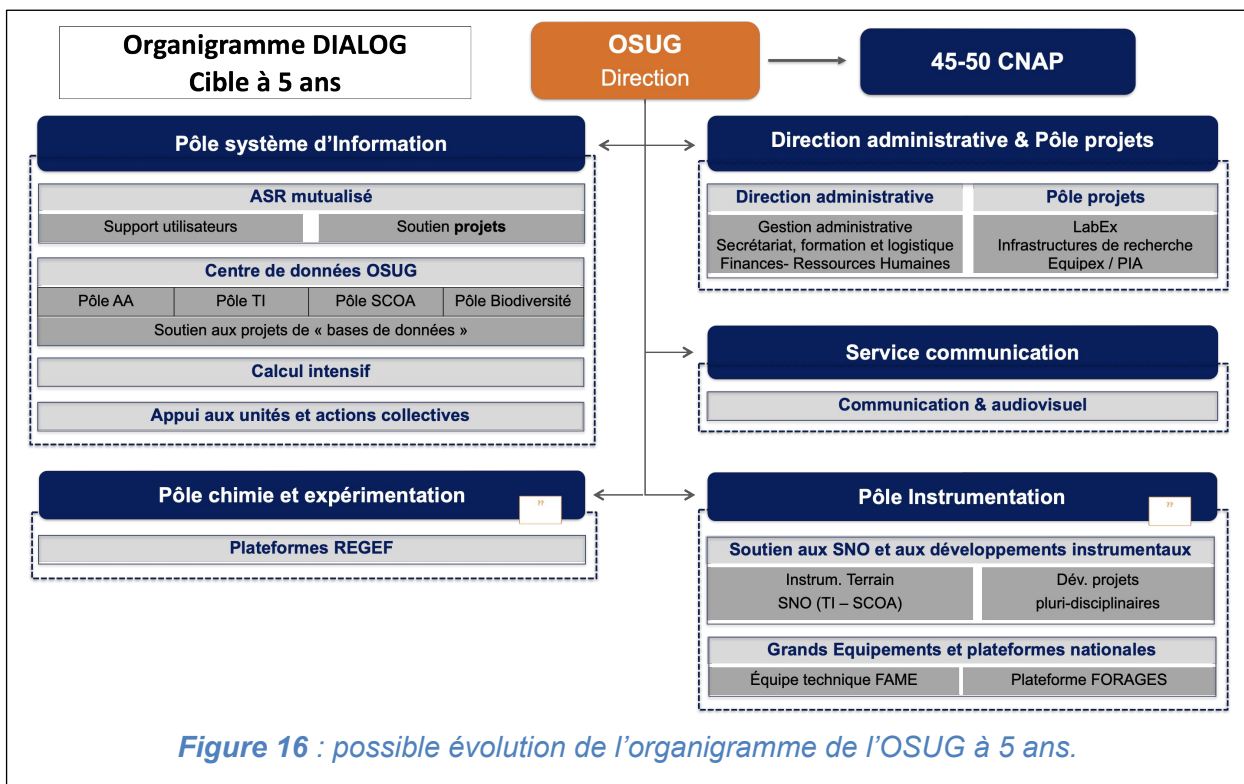 Organigramme DIALOG
Cible à 5 ans
OSUG
Direction
45-50 CNAP
Pôle système d’Information
ASR mutualisé
Support utilisateurs
Soutien projets
Centre de données OSUG
Pôle AA
Pôle TI
Pôle SCOA
Pôle Biodiversité
Soutien aux projets de « bases de données »
Calcul intensif
Appui aux unités et actions collectives
Direction administrative & Pôle projets
Direction administrative
Gestion administrative
Secrétariat, formation et logistique
Finances- Ressources Humaines
Pôle projets
LabEx
Infrastructures de recherche
Equipex / PIA
Service communication
Communication & audiovisuel
Pôle chimie et expérimentation
??
Plateformes REGEF
Pôle Instrumentation
??
Soutien aux SNO et aux développements instrumentaux
Instrum. Terrain
SNO (TI – SCOA)
Dév. projets
pluri-disciplinaires
Grands Equipements et plateformes nationales
Équipe technique FAME
Plateforme FORAGES
Figure 16 : possible évolution de l’organigramme de l’OSUG à 5 ans.